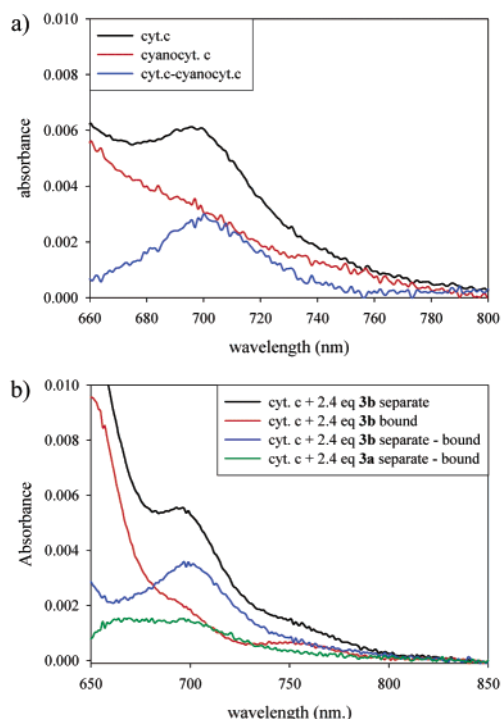 a)
0.010
0.008
0.006
0.004
0.002
0.000
absorbance
cyt.c
cyanocyt. c
cyt.c-cyanocyt.c
660 680 700 720 740 760 780 800
wavelength (nm)
b)
0.010
0.008
0.006
0.004
0.002
0.000
Absorbance
cyt. c + 2.4 eq 3b separate
cyt. c + 2.4 eq 3b bound
cyt. c + 2.4 eq 3b separate - bound
cyt. c + 2.4 eq 3a separate - bound
650 700 750 800 850
wavelength (nm.)